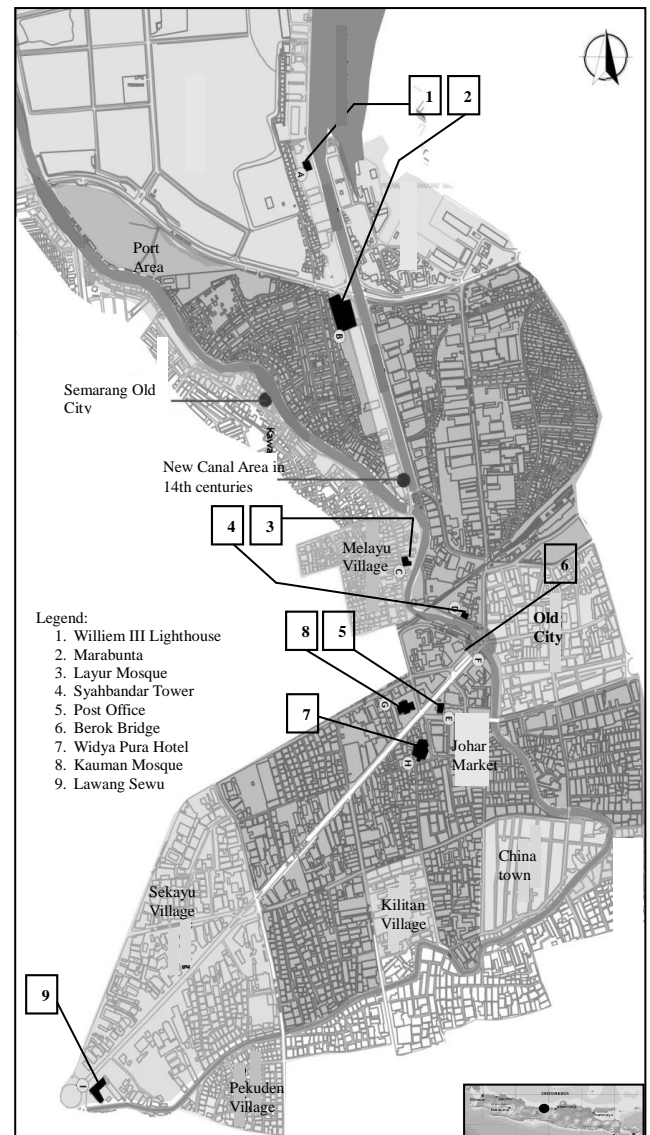 1 2
A
Port
Area
B
Semarang Old
City
Kawa
New Canal Area in
14th centuries
4 3
Melayu
Village
C
6
D
Old
City
Legend:
1. Williem III Lighthouse
2. Marabunta
3. Layur Mosque
4. Syahbandar Tower
5. Post Office
6. Berok Bridge
7. Widya Pura Hotel
8. Kauman Mosque
9. Lawang Sewu
8 5
F
G
E
7
H
Johar
Market
China
town
Sekayu
Village
Kilitan
Village
9
I
Pekuden
Village
INDONESIA